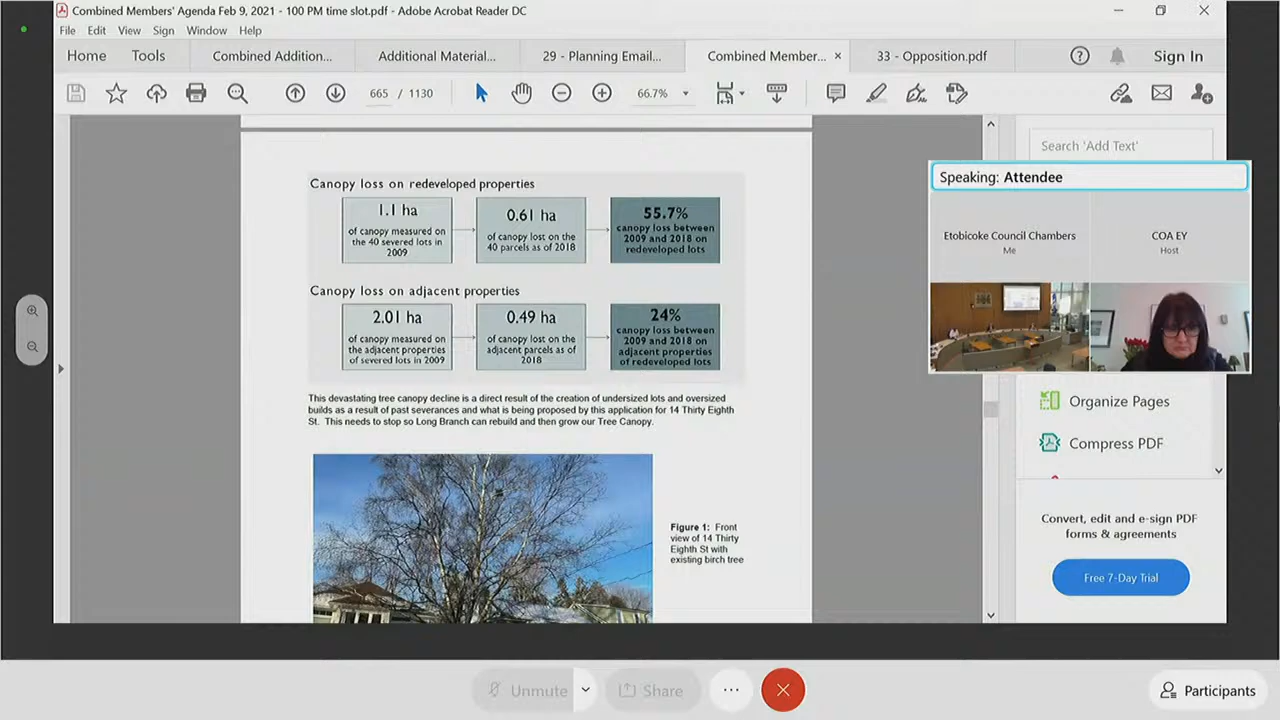 Combined Members' Agenda Feb 9, 2021 - 100 PM time slot.pdf - Adobe Acrobat Reader DC
File Edit View Sign Window Help
Home Tools Combined Addition... Additional Material... 29 - Planning Email... Combined Member... × 33 - Opposition.pdf Sign In
665 / 1130 66.7%
Search 'Add Text'
Speaking: Attendee
Etobicoke Council Chambers
Me
COA EY
Host
Canopy loss on redeveloped properties
1.1 ha
of canopy measured on
the 40 severed lots in
2009
0.61 ha
of canopy lost on the
40 parcels as of 2018
55.7%
canopy loss between
2009 and 2018 on
redeveloped lots
Canopy loss on adjacent properties
2.01 ha
of canopy measured on
the adjacent properties
of severed lots in 2009
0.49 ha
of canopy lost on the
adjacent parcels as of
2018
24%
canopy loss between
2009 and 2018 on
adjacent properties
of redeveloped lots
This devastating tree canopy decline is a direct result of the creation of undersized lots and oversized
builds as a result of past severances and what is being proposed by this application for 14 Thirty Eighth
St. This needs to stop so Long Branch can rebuild and then grow our Tree Canopy.
Figure 1: Front
view of 14 Thirty
Eighth St with
existing birch tree
Organize Pages
Compress PDF
Convert, edit and e-sign PDF
forms & agreements
Free 7-Day Trial
Unmute Share ... Participants